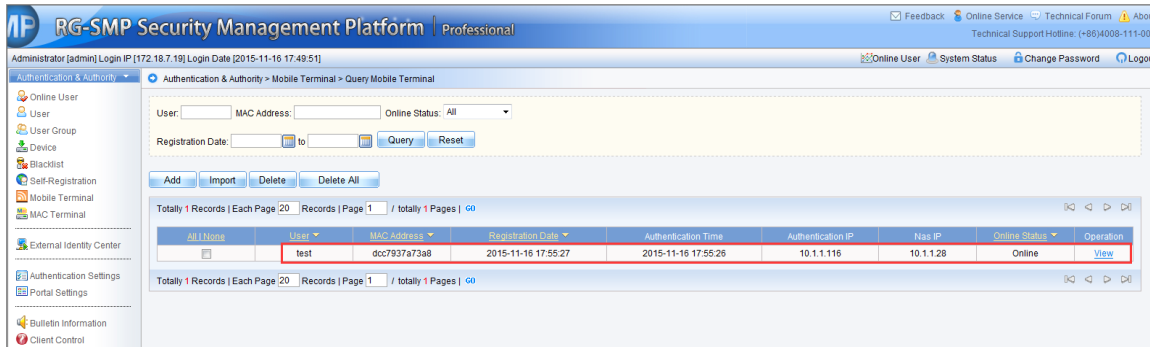 RG-SMP Security Management Platform | Professional
Feedback Online Service Technical Forum Abou
Technical Support Hotline: (+86)4008-111-00
Administrator [admin] Login IP [172.18.7.19] Login Date [2015-11-16 17:49:51]
Online User System Status Change Password Logou
Authentication & Authority
Authentication & Authority > Mobile Terminal > Query Mobile Terminal
Online User
User
User Group
Device
Blacklist
Self-Registration
Mobile Terminal
MAC Terminal
External Identity Center
Authentication Settings
Portal Settings
Bulletin Information
Client Control
User: MAC Address: Online Status: All
Registration Date: to Query Reset
Add Import Delete Delete All
Totally 1 Records | Each Page 20 Records | Page 1 / totally 1 Pages | GO
All | None User MAC Address Registration Date Authentication Time Authentication IP Nas IP Online Status Operation
test dcc7937a73a8 2015-11-16 17:55:27 2015-11-16 17:55:26 10.1.1.116 10.1.1.28 Online View
Totally 1 Records | Each Page 20 Records | Page 1 / totally 1 Pages | GO